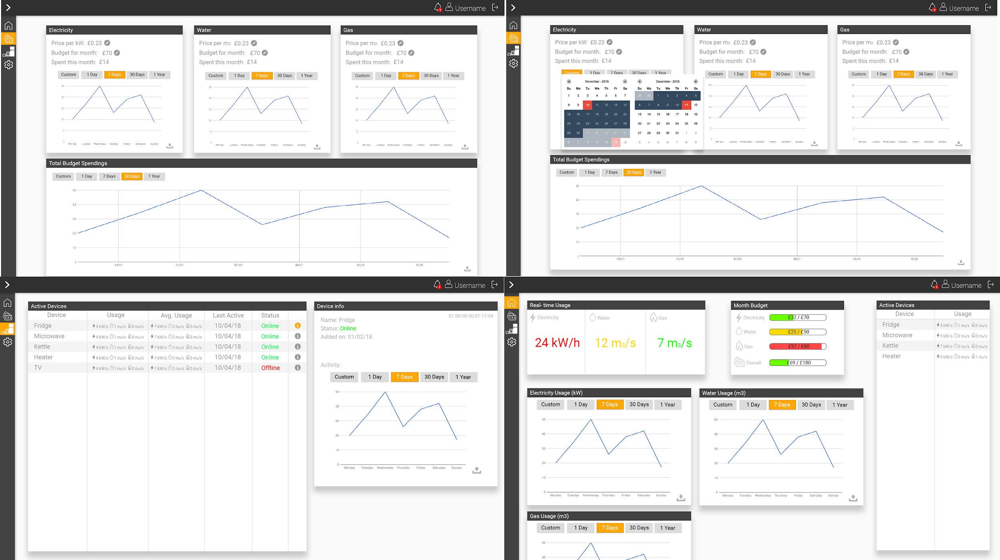 1 Username
Electricity
Price per kW: £0.23
Budget for month: £70
Spent this month: £14
Custom 1 Day 7 Days 30 Days 1 Year
50
40
30
20
10
0
Monday Tuesday Wednesday Thursday Friday Satruday Sunday
Water
Price per m3: £0.23
Budget for month: £70
Spent this month: £14
Custom 1 Day 7 Days 30 Days 1 Year
50
40
30
20
10
0
Monday Tuesday Wednesday Thursday Friday Satruday Sunday
Gas
Price per m3: £0.23
Budget for month: £70
Spent this month: £14
Custom 1 Day 7 Days 30 Days 1 Year
50
40
30
20
10
0
Monday Tuesday Wednesday Thursday Friday Satruday Sunday
Total Budget Spendings
Custom 1 Day 7 Days 30 Days 1 Year
50
40
30
20
10
0
05/01 06/01 07/01 08/01 09/01 10/01
1 Username
Electricity
Price per kW: £0.23
Budget for month: £70
Spent this month: £14
Custom 1 Day 7 Days 30 Days 1 Year
November - 2015
Su Mo Tu We Th Fr Sa
1 2 3 4 5 6 7
8 9 10 11 12 13 14
15 16 17 18 19 20 21
22 23 24 25 26 27 28
29 30 1 2 3 4 5
6 7 8 9 10 11 12
December - 2015
Su Mo Tu We Th Fr Sa
29 30 1 2 3 4 5
6 7 8 9 10 11 12
13 14 15 16 17 18 19
20 21 22 23 24 25 26
27 28 29 30 31 1 2
3 4 5 6 7 8 9
Water
Price per m3: £0.23
Budget for month: £70
Spent this month: £14
Custom 1 Day 7 Days 30 Days 1 Year
50
40
30
20
10
0
Monday Tuesday Wednesday Thursday Friday Satruday Sunday
Gas
Price per m3: £0.23
Budget for month: £70
Spent this month: £14
Custom 1 Day 7 Days 30 Days 1 Year
50
40
30
20
10
0
Monday Tuesday Wednesday Thursday Friday Satruday Sunday
Total Budget Spendings
Custom 1 Day 7 Days 30 Days 1 Year
50
40
30
20
10
0
05/01 06/01 07/01 08/01 09/01 10/01
1 Username
Active Devices
Device Usage Avg. Usage Last Active Status
Fridge 4 kW/s 1 m3/s 0 m3/s 7 kW/s 3 m3/s 0 m3/s 10/04/18 Online
Microwave 4 kW/s 1 m3/s 0 m3/s 7 kW/s 3 m3/s 0 m3/s 10/04/18 Online
Kettle 4 kW/s 1 m3/s 0 m3/s 7 kW/s 3 m3/s 0 m3/s 10/04/18 Online
Heater 4 kW/s 1 m3/s 0 m3/s 7 kW/s 3 m3/s 0 m3/s 10/04/18 Online
TV 4 kW/s 1 m3/s 0 m3/s 7 kW/s 3 m3/s 0 m3/s 10/04/18 Offline
Device info
ID: 8B-08-50-87-17-84
Name: Fridge
Status: Online
Added on: 01/02/18
Activity:
Custom 1 Day 7 Days 30 Days 1 Year
50
40
30
20
10
0
Monday Tuesday Wednesday Thursday Friday Satruday Sunday
1 Username
Real- time Usage
Electricity Water Gas
24 kW/h 12 m3/s 7 m3/s
Month Budget
Electricity £32 / £70
Water £25 / £50
Gas £57 / £60
Overall £69 / £180
Active Devices
Device Usage
Fridge 4 kW/s 1 m3/s 0 m3/s
Microwave 9 kW/s 0 m3/s 0 m3/s
Kettle 7 kW/s 0 m3/s 0 m3/s
Heater 0 kW/s 0 m3/s 1 m3/s
Electricity Usage (kW)
Custom 1 Day 7 Days 30 Days 1 Year
50
40
30
20
10
0
Monday Tuesday Wednesday Thursday Friday Satruday Sunday
Water Usage (m3)
Custom 1 Day 7 Days 30 Days 1 Year
50
40
30
20
10
0
Monday Tuesday Wednesday Thursday Friday Satruday Sunday
Gas Usage (m3)
Custom 1 Day 7 Days 30 Days 1 Year
50
40